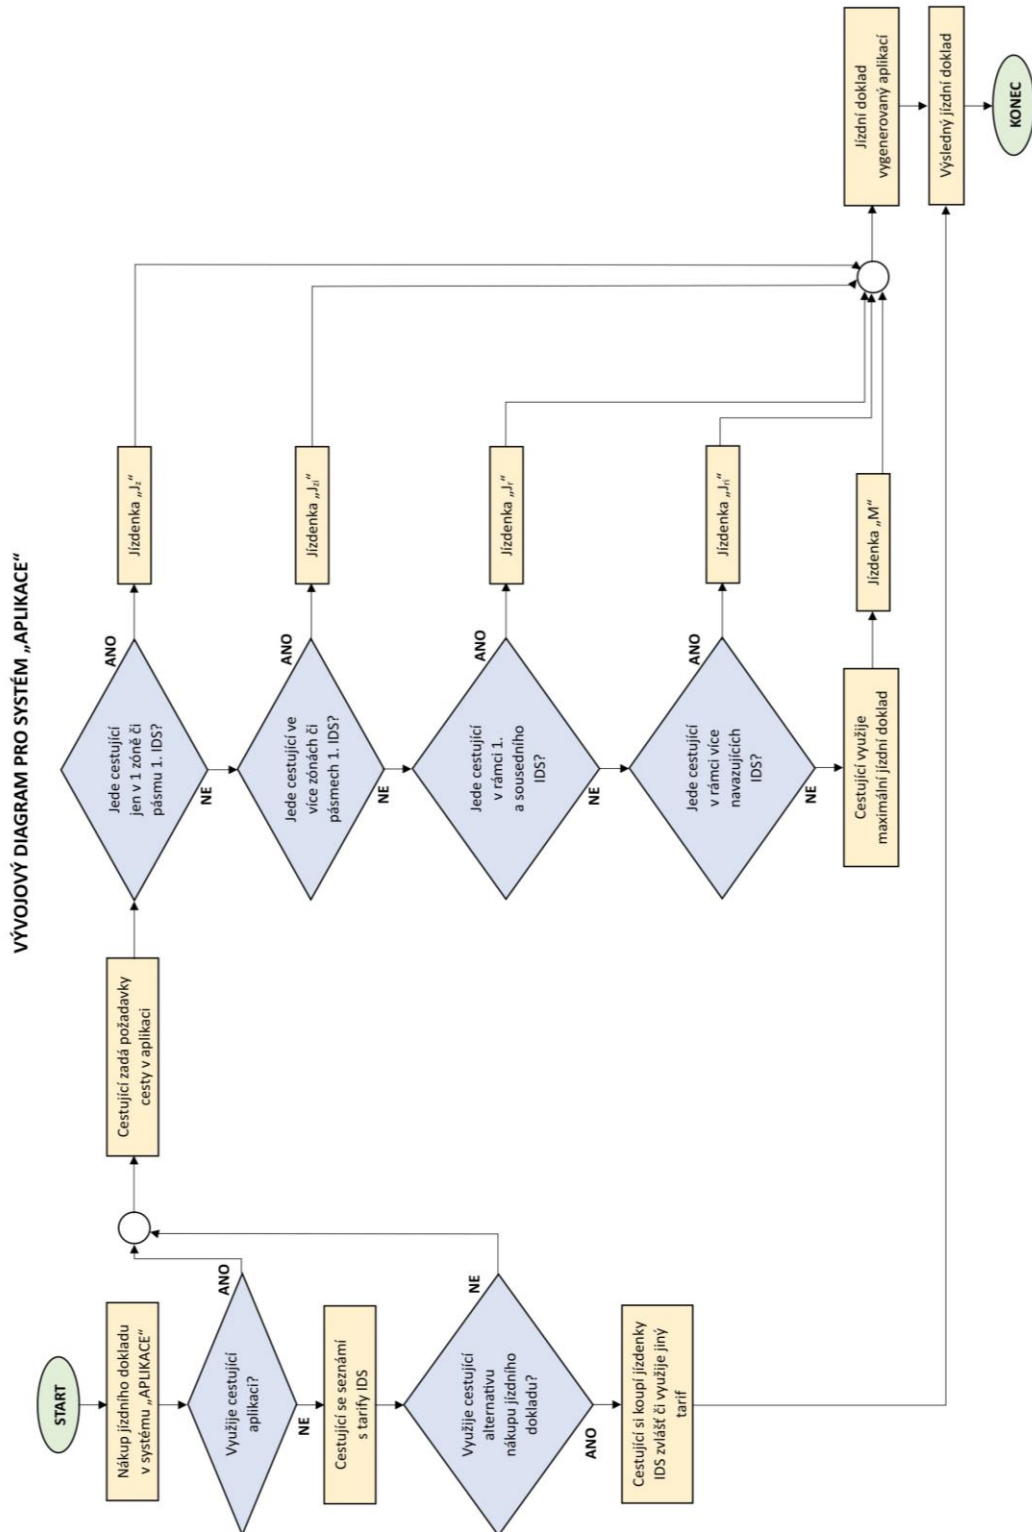 VÝVOJOVÝ DIAGRAM PRO SYSTÉM „APLIKACE“
START
Nákup jízdního dokladu
v systému „APLIKACE“
Využije cestující
aplikaci?
ANO
NE
Cestující se seznámí
s tarify IDS
Využije cestující
alternativu
nákupu jízdního
dokladu?
NE
ANO
Cestující si koupí jízdenky
IDS zvlášť či využije jiný
tarif
Cestující zadá požadavky
cesty v aplikaci
Jede cestující
jen v 1 zóně či
pásmu 1. IDS?
ANO
NE
Jízdenka „Jz“
Jede cestující ve
více zónách či
pásmech 1. IDS?
ANO
NE
Jízdenka „Jzi“
Jede cestující
v rámci 1.
a sousedního
IDS?
ANO
NE
Jízdenka „Jr“
Jede cestující
v rámci více
navazujících
IDS?
ANO
NE
Jízdenka „Jri“
Cestující využije
maximální jízdní doklad
Jízdenka „M“
Jízdní doklad
vygenerovaný aplikací
Výsledný jízdní doklad
KONEC